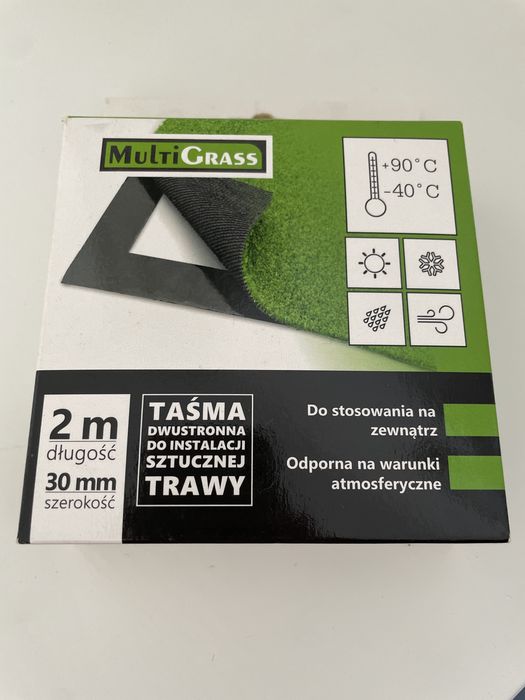 MULTIGRASS
+90°C
-40°C
2 m
długość
30 mm
szerokość
TAŚMA
DWUSTRONNA
DO INSTALACJI
SZTUCZNEJ
TRAWY
Do stosowania na
zewnątrz
Odporna na warunki
atmosferyczne